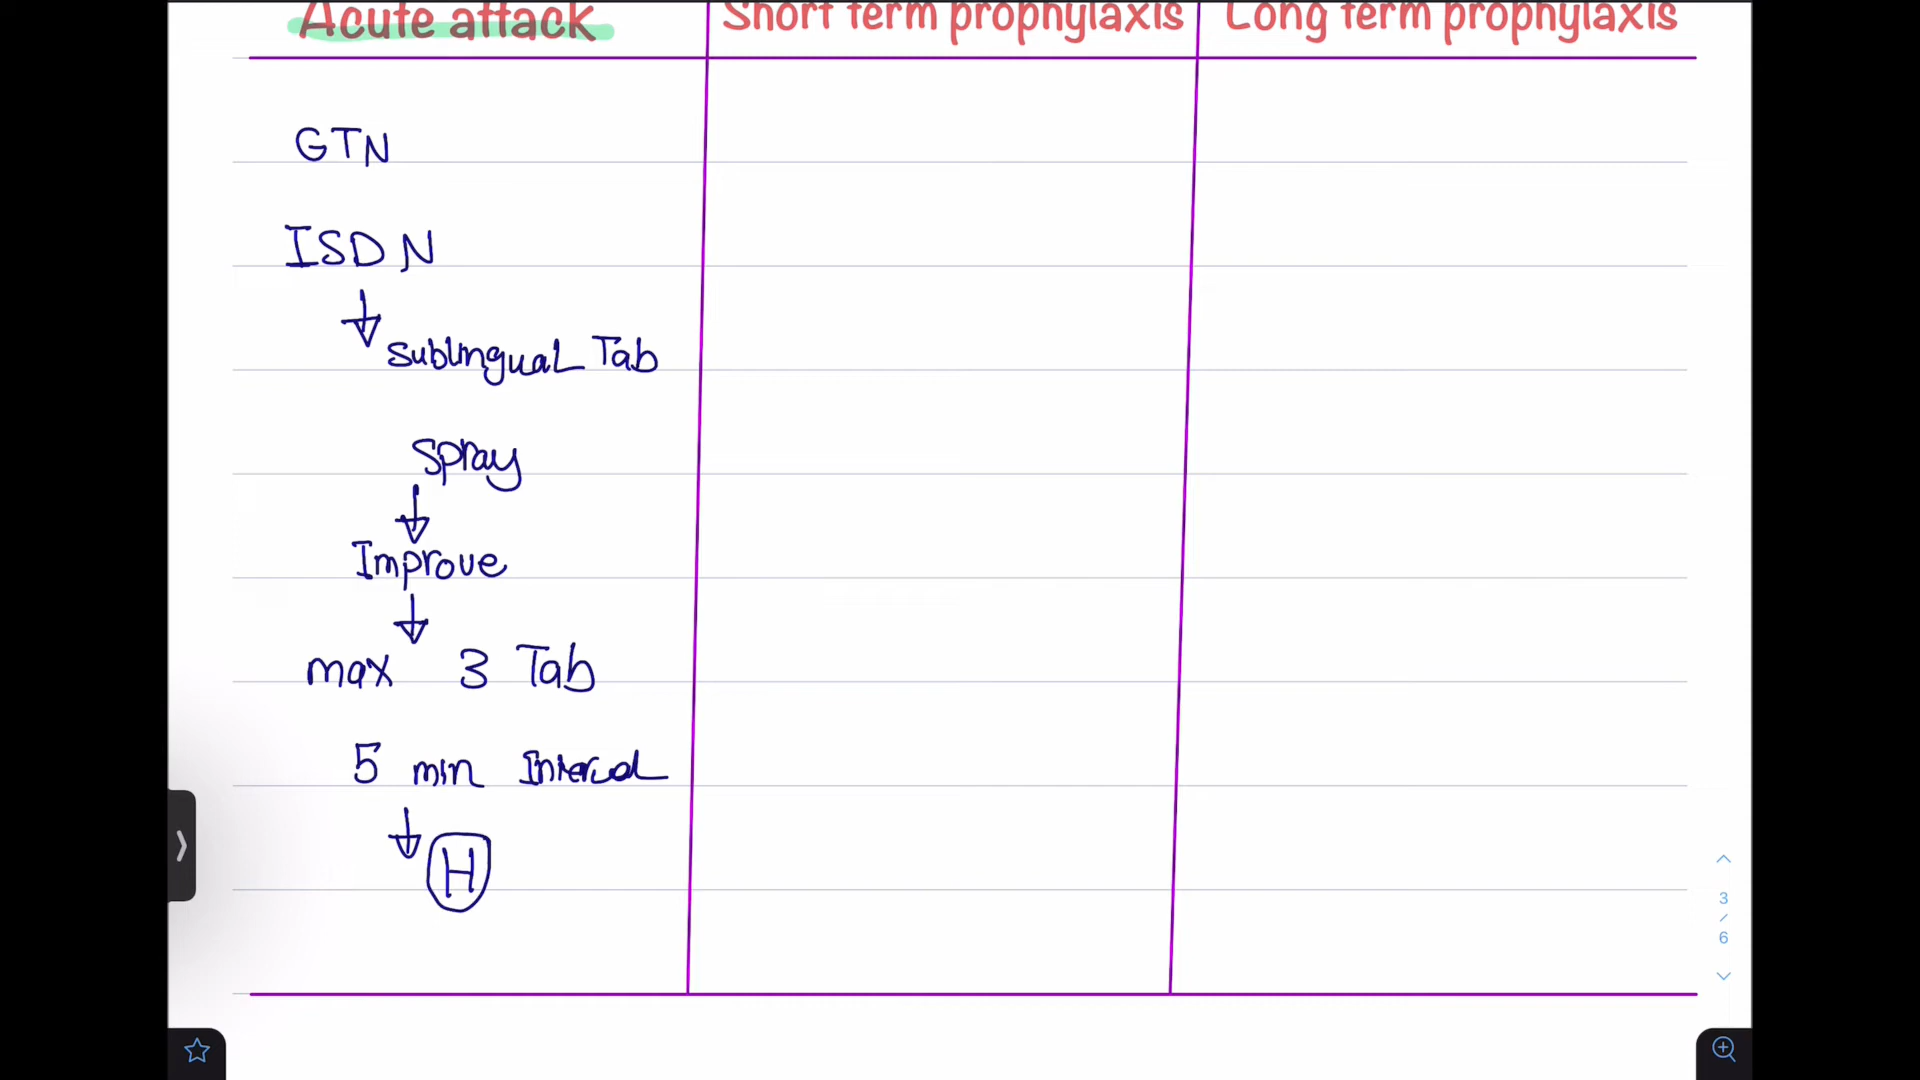 Acute attack Short term prophylaxis Long term prophylaxis
GTN
ISDN
Sublingual Tab
Spray
Improve
max 3 Tab
5 min Interval
H
3
/
6